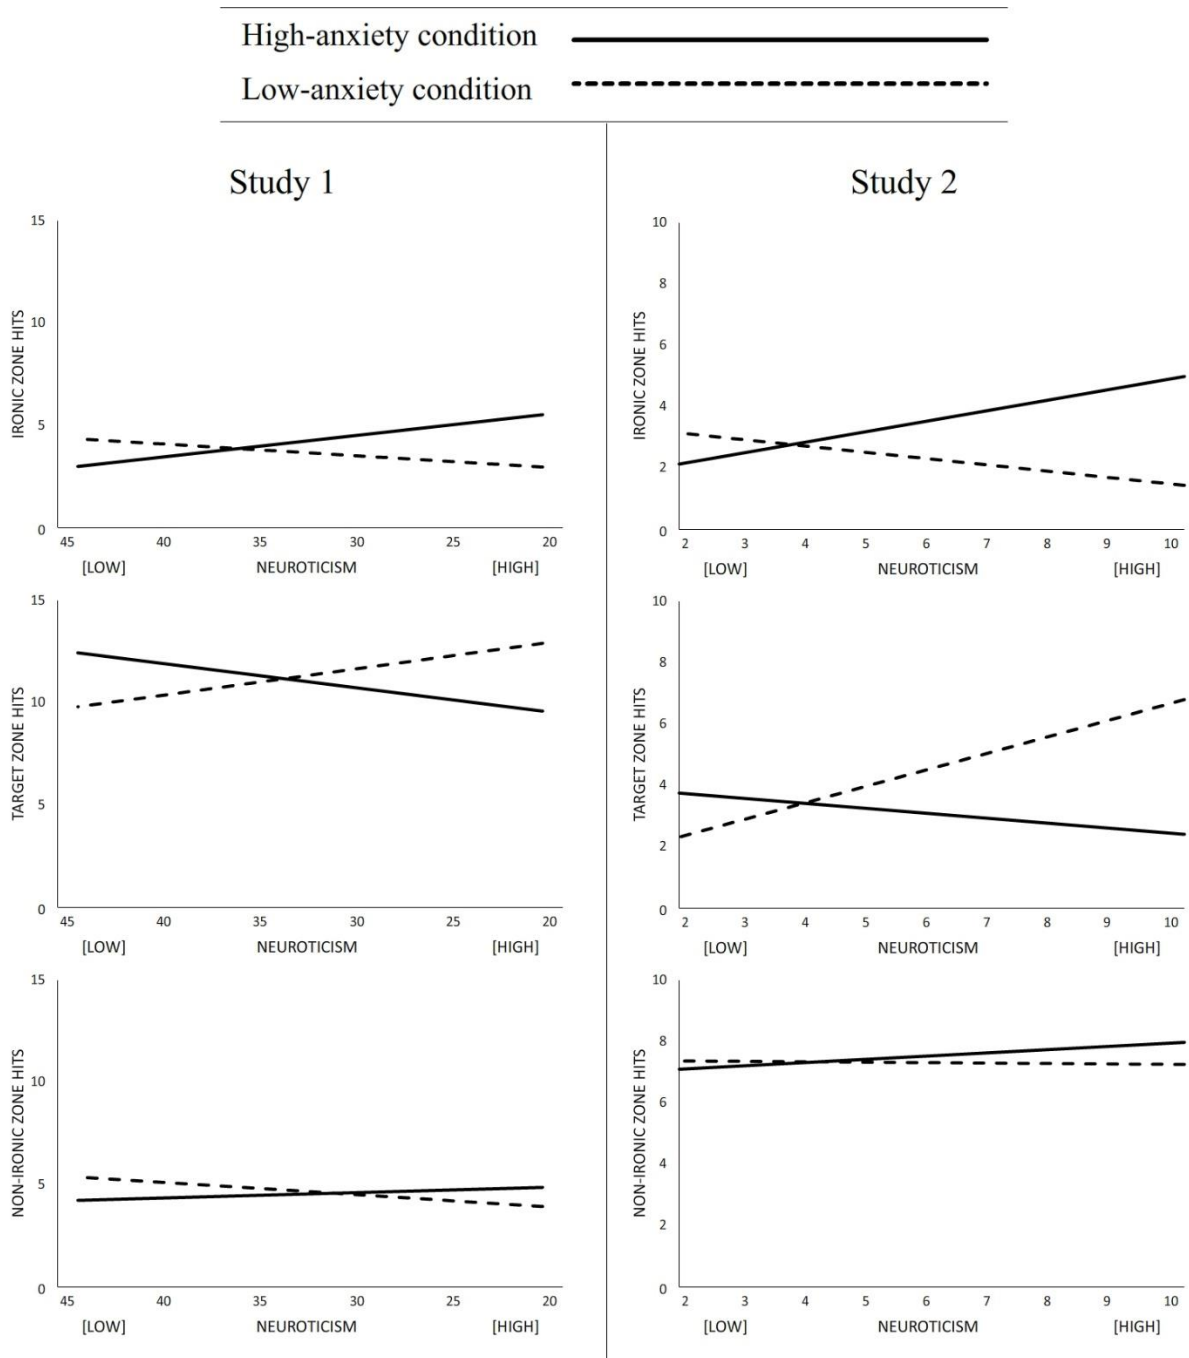 High-anxiety condition
Low-anxiety condition
Study 1
15
10
5
0
IRONIC ZONE HITS
45 40 35 30 25 20
[LOW] NEUROTICISM [HIGH]
15
10
5
0
TARGET ZONE HITS
45 40 35 30 25 20
[LOW] NEUROTICISM [HIGH]
15
10
5
0
NON-IRONIC ZONE HITS
45 40 35 30 25 20
[LOW] NEUROTICISM [HIGH]
Study 2
10
8
6
4
2
0
IRONIC ZONE HITS
2 3 4 5 6 7 8 9 10
[LOW] NEUROTICISM [HIGH]
10
8
6
4
2
0
TARGET ZONE HITS
2 3 4 5 6 7 8 9 10
[LOW] NEUROTICISM [HIGH]
10
8
6
4
2
0
NON-IRONIC ZONE HITS
2 3 4 5 6 7 8 9 10
[LOW] NEUROTICISM [HIGH]